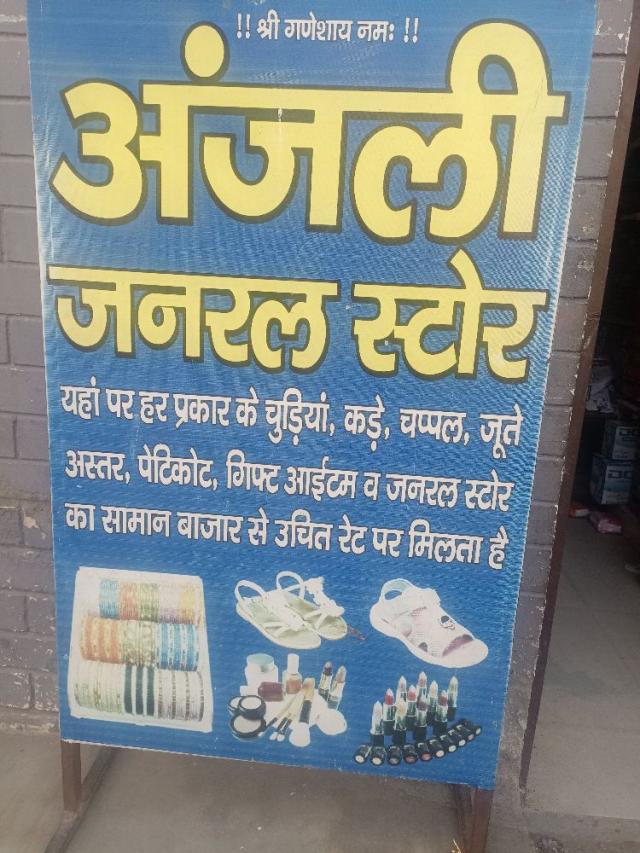 !! श्री गणेशाय नमः !!
अंजली
जनरल स्टोर
यहां पर हर प्रकार के चुड़ियां, कड़े, चप्पल, जूते
अस्तर, पेटिकोट, गिफ्ट आईटम व जनरल स्टोर
का सामान बाजार से उचित रेट पर मिलता है